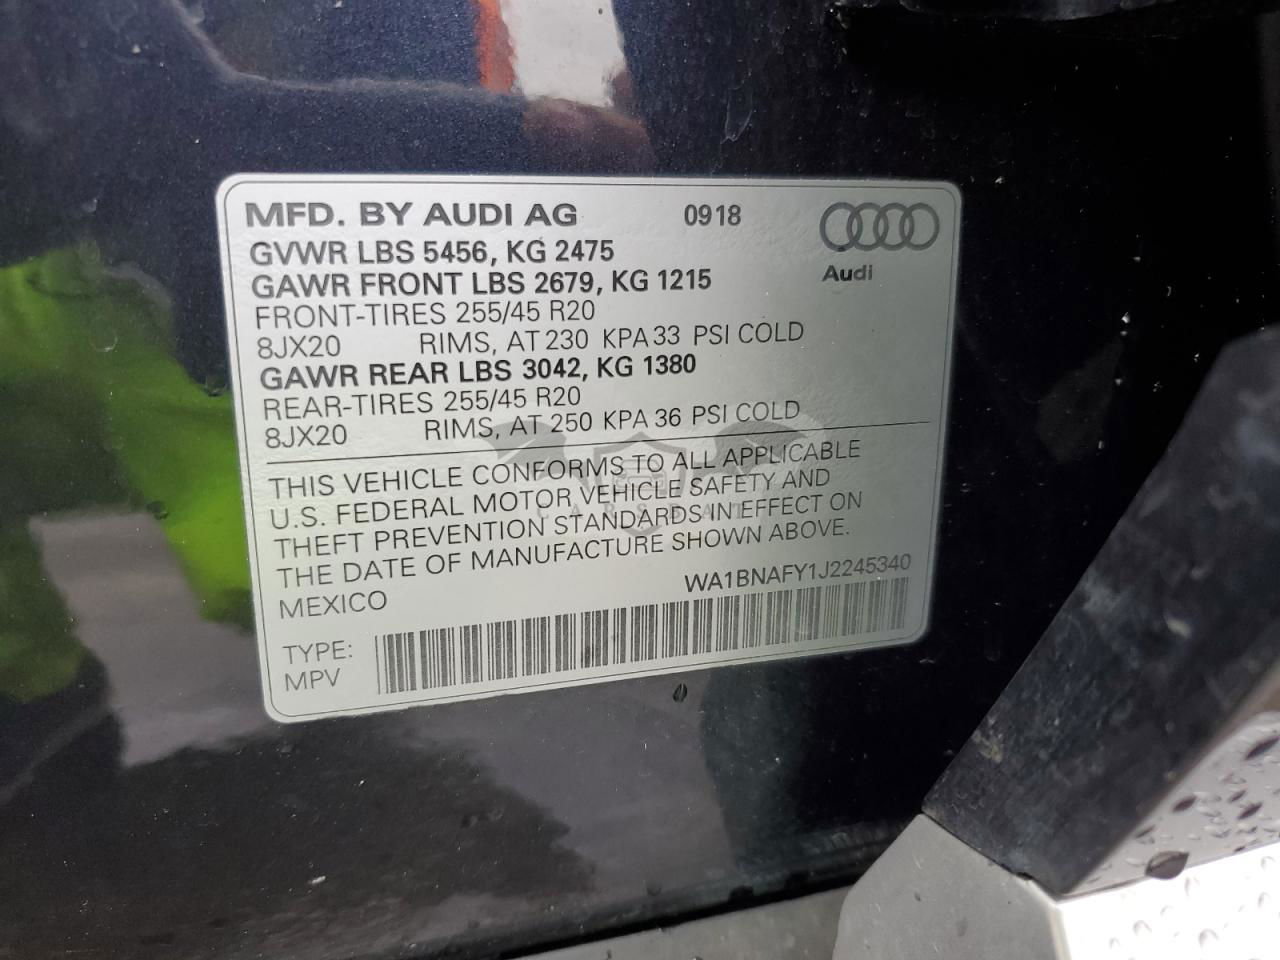 MFD. BY AUDI AG 0918
Audi
GVWR LBS 5456, KG 2475
GAWR FRONT LBS 2679, KG 1215
FRONT-TIRES 255/45 R20
8JX20 RIMS, AT 230 KPA 33 PSI COLD
GAWR REAR LBS 3042, KG 1380
REAR-TIRES 255/45 R20
8JX20 RIMS, AT 250 KPA 36 PSI COLD
THIS VEHICLE CONFORMS TO ALL APPLICABLE
U.S. FEDERAL MOTOR VEHICLE SAFETY AND
THEFT PREVENTION STANDARDS IN EFFECT ON
THE DATE OF MANUFACTURE SHOWN ABOVE.
MEXICO WA1BNAFY1J2245340
TYPE:
MPV